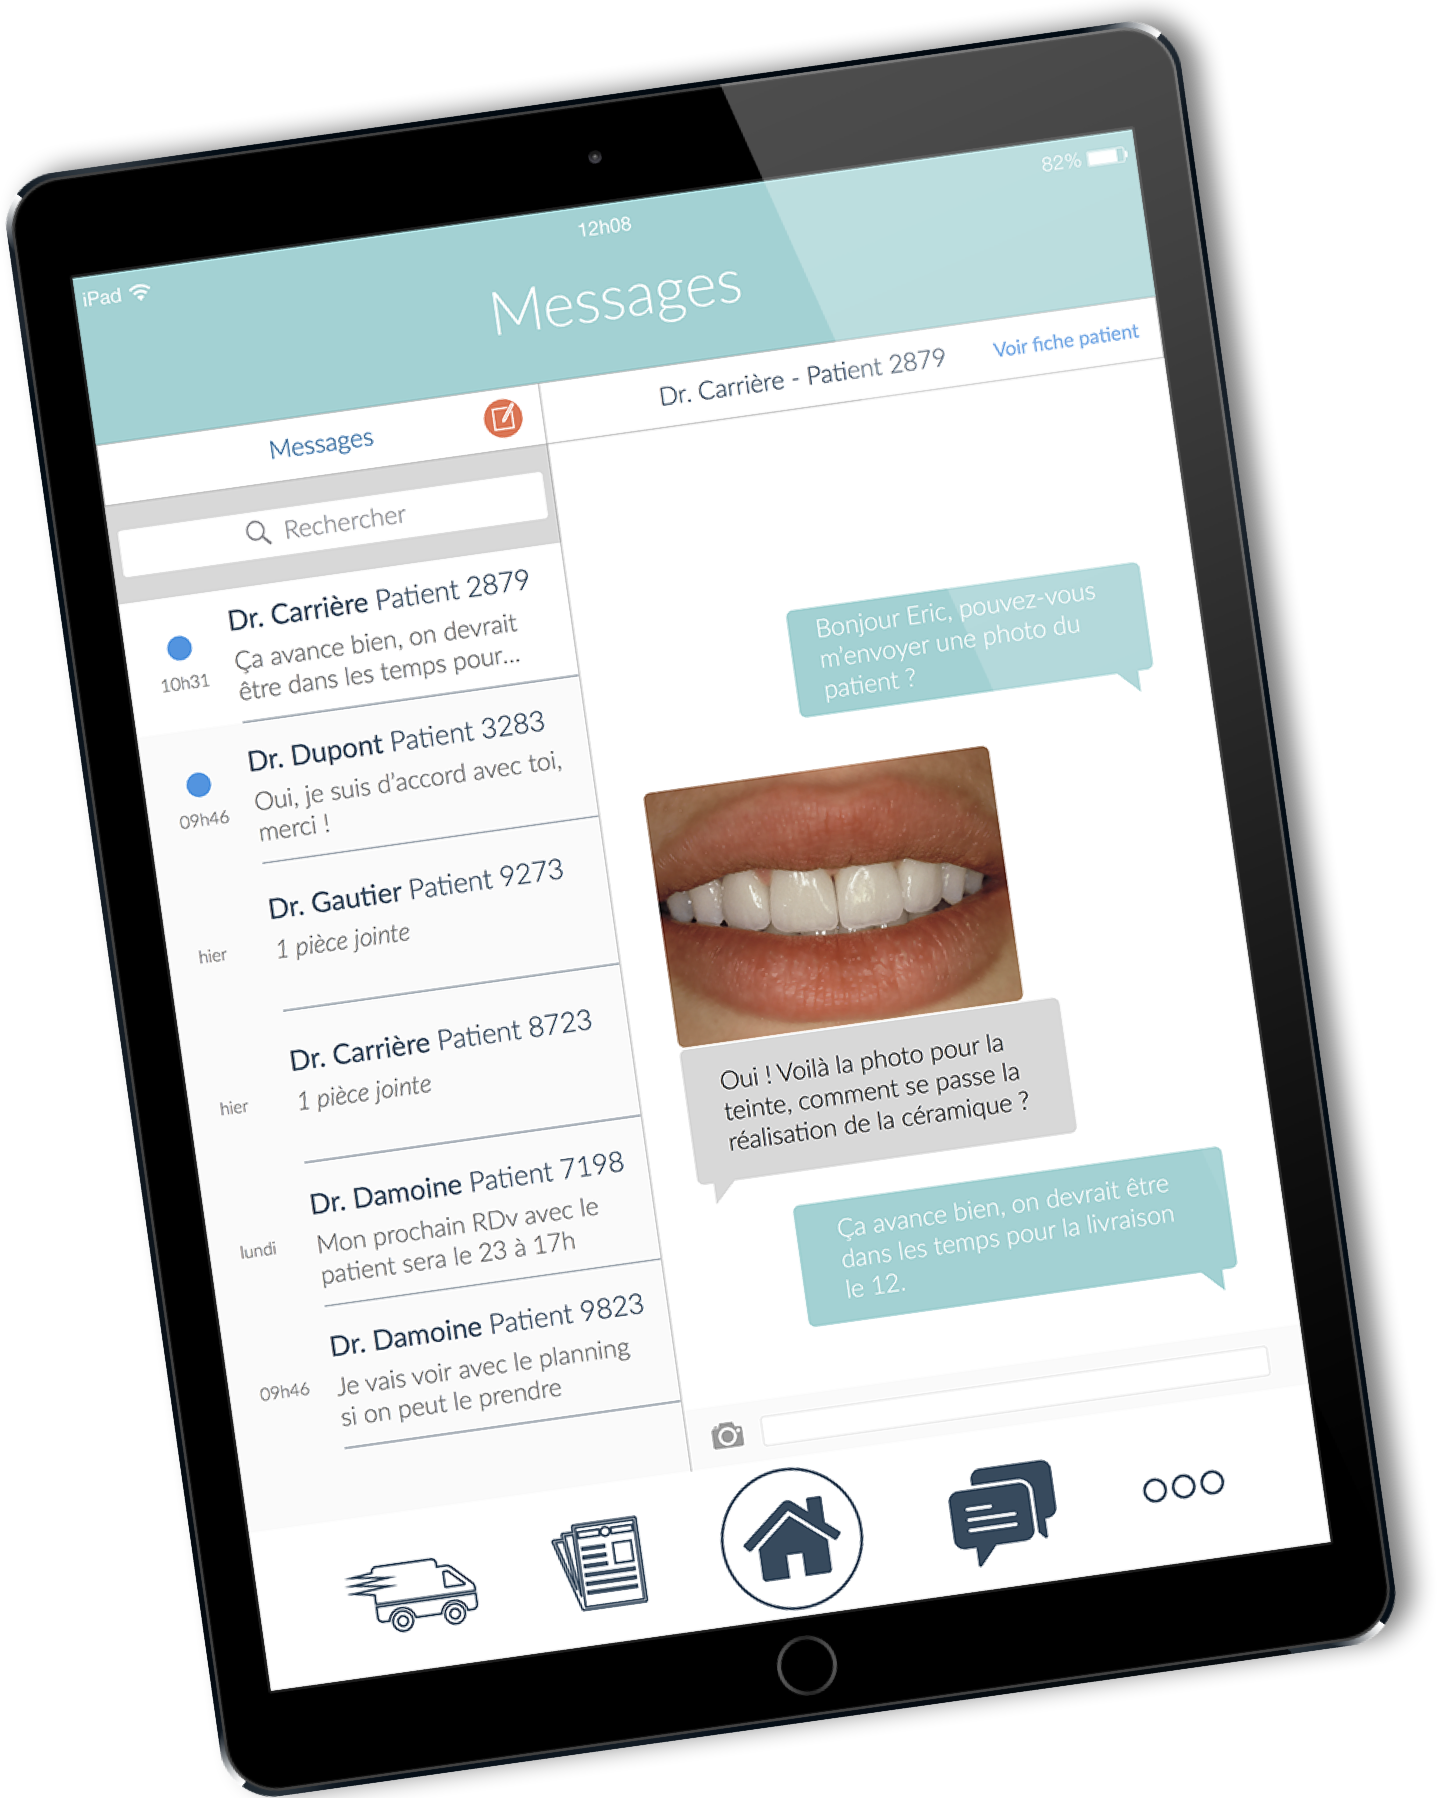 iPad
12h08
82%
Messages
Messages
Rechercher
Dr. Carrière Patient 2879
Ça avance bien, on devrait
être dans les temps pour...
10h31
Dr. Dupont Patient 3283
Oui, je suis d'accord avec toi,
merci !
09h46
Dr. Gautier Patient 9273
1 pièce jointe
hier
Dr. Carrière Patient 8723
1 pièce jointe
hier
Dr. Damoine Patient 7198
Mon prochain RDv avec le
patient sera le 23 à 17h
lundi
Dr. Damoine Patient 9823
Je vais voir avec le planning
si on peut le prendre
09h46
Dr. Carrière - Patient 2879
Voir fiche patient
Bonjour Eric, pouvez-vous
m'envoyer une photo du
patient ?
Oui ! Voilà la photo pour la
teinte, comment se passe la
réalisation de la céramique ?
Ça avance bien, on devrait être
dans les temps pour la livraison
le 12.